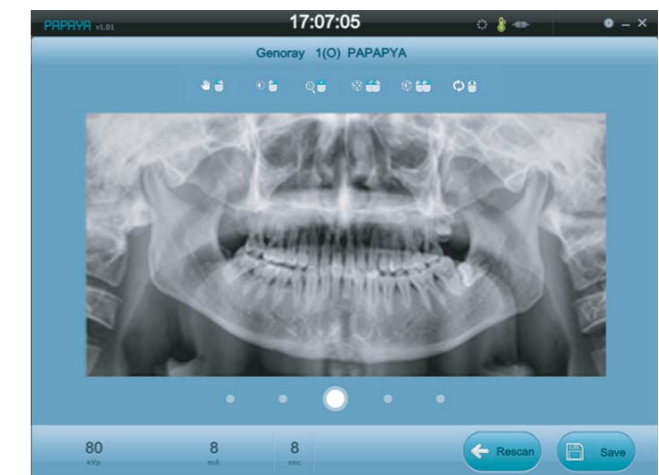 PAPAYA v1.01 17:07:05
Genoray 1(O) PAPAPYA
80 8 8
kVp mA sec
Rescan Save